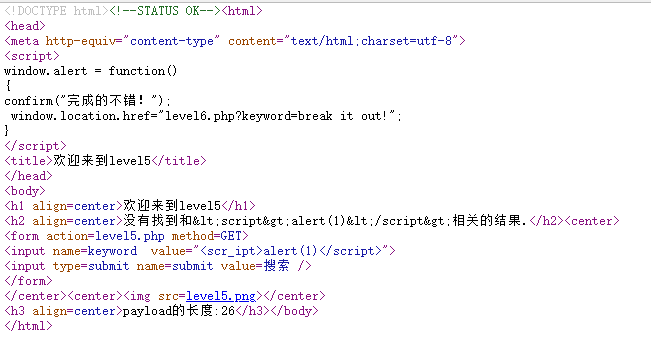 <!DOCTYPE html><!--STATUS OK--><html>
<head>
<meta http-equiv="content-type" content="text/html;charset=utf-8">
<script>
window.alert = function()
{
confirm("完成的不错！");
 window.location.href="level6.php?keyword=break it out!";
}
</script>
<title>欢迎来到level5</title>
</head>
<body>
<h1 align=center>欢迎来到level5</h1>
<h2 align=center>没有找到和&lt;script&gt;alert(1)&lt;/script&gt;相关的结果.</h2><center>
<form action=level5.php method=GET>
<input name=keyword  value="<scr_ipt>alert(1)</script>">
<input type=submit name=submit value=搜索 />
</form>
</center><center><img src=level5.png></center>
<h3 align=center>payload的长度:26</h3></body>
</html>